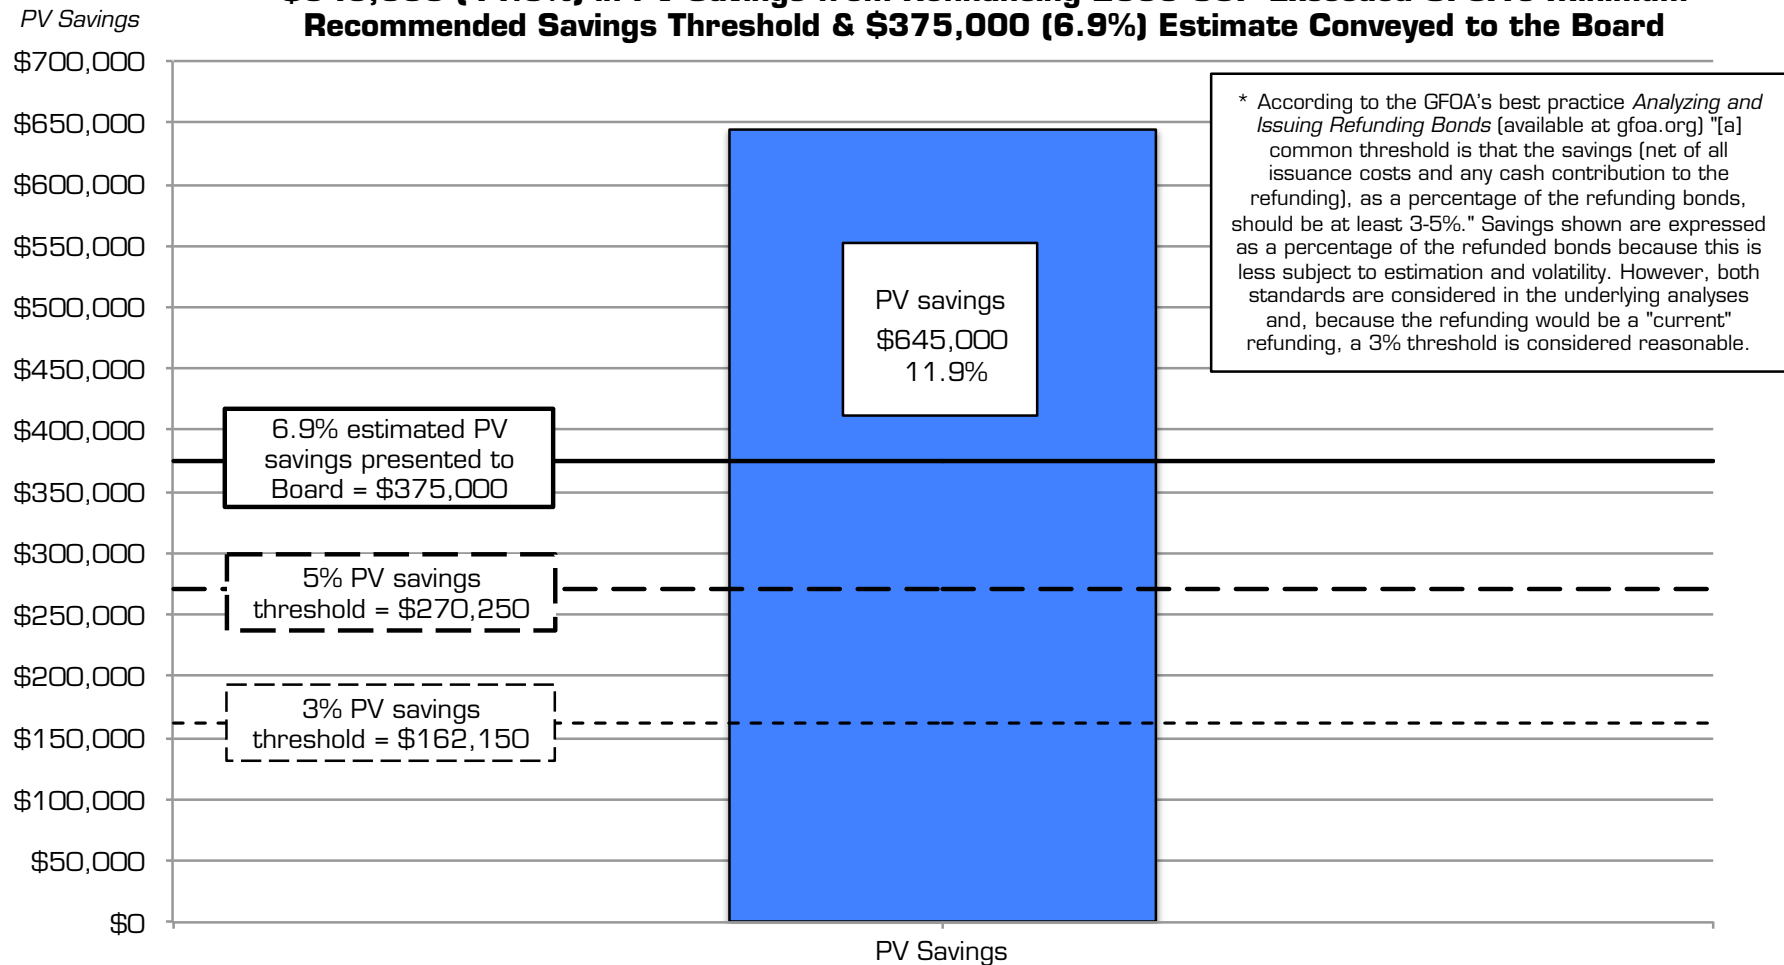 PV Savings
Recommended Savings Threshold & $375,000 (6.9%) Estimate Conveyed to the Board
$700,000
$650,000
$600,000
$550,000
$500,000
$450,000
$400,000
$350,000
$300,000
$250,000
$200,000
$150,000
$100,000
$50,000
$0
* According to the GFOA's best practice Analyzing and
Issuing Refunding Bonds (available at gfoa.org) "[a]
common threshold is that the savings (net of all
issuance costs and any cash contribution to the
refunding), as a percentage of the refunding bonds,
should be at least 3-5%." Savings shown are expressed
as a percentage of the refunded bonds because this is
less subject to estimation and volatility. However, both
standards are considered in the underlying analyses
and, because the refunding would be a "current"
refunding, a 3% threshold is considered reasonable.
PV savings
$645,000
11.9%
6.9% estimated PV
savings presented to
Board = $375,000
5% PV savings
threshold = $270,250
3% PV savings
threshold = $162,150
PV Savings